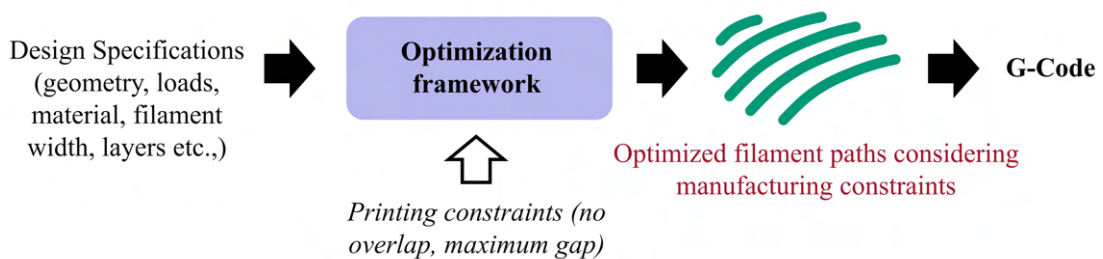 Design Specifications
(geometry, loads,
material, filament
width, layers etc.,)
Optimization
framework
Printing constraints (no
overlap, maximum gap)
Optimized filament paths considering
manufacturing constraints
G-Code